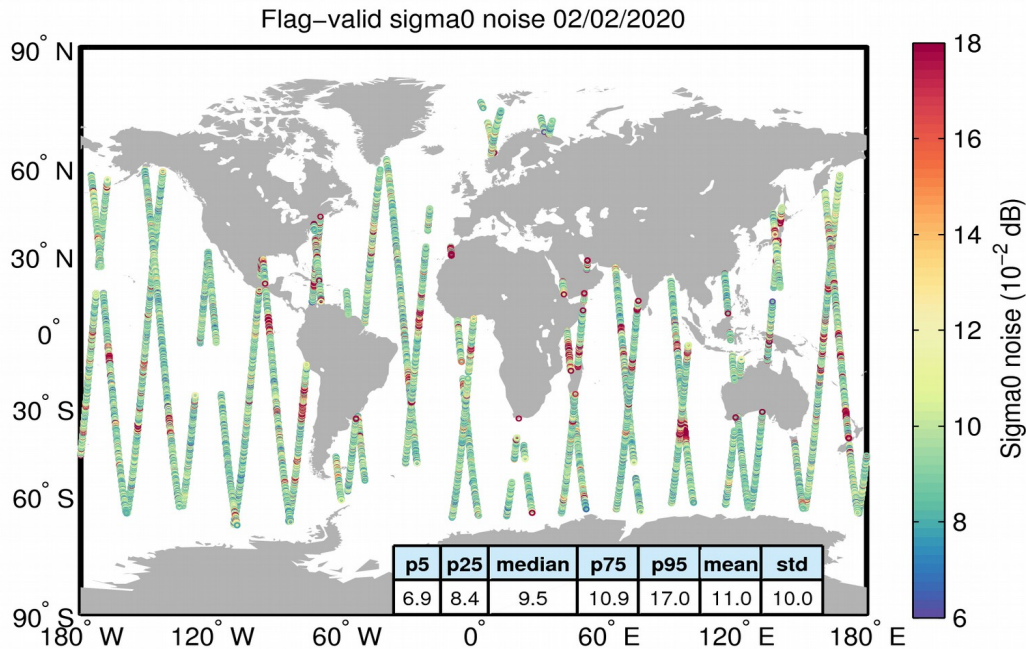 Flag−valid sigma0 noise 02/02/2020
90° N
60° N
30° N
0°
30° S
60° S
90° S
180° W
120° W
60° W
0°
60° E
120° E
180° E
18
16
14
12
10
8
6
Sigma0 noise (10⁻² dB)
p5 p25 median p75 p95 mean std
6.9 8.4 9.5 10.9 17.0 11.0 10.0